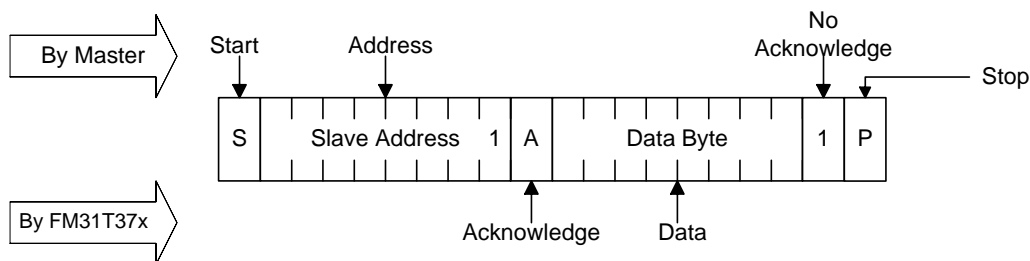 By Master
Start
Address
No
Acknowledge
Stop
S
Slave Address
1
A
Data Byte
1
P
By FM31T37x
Acknowledge
Data